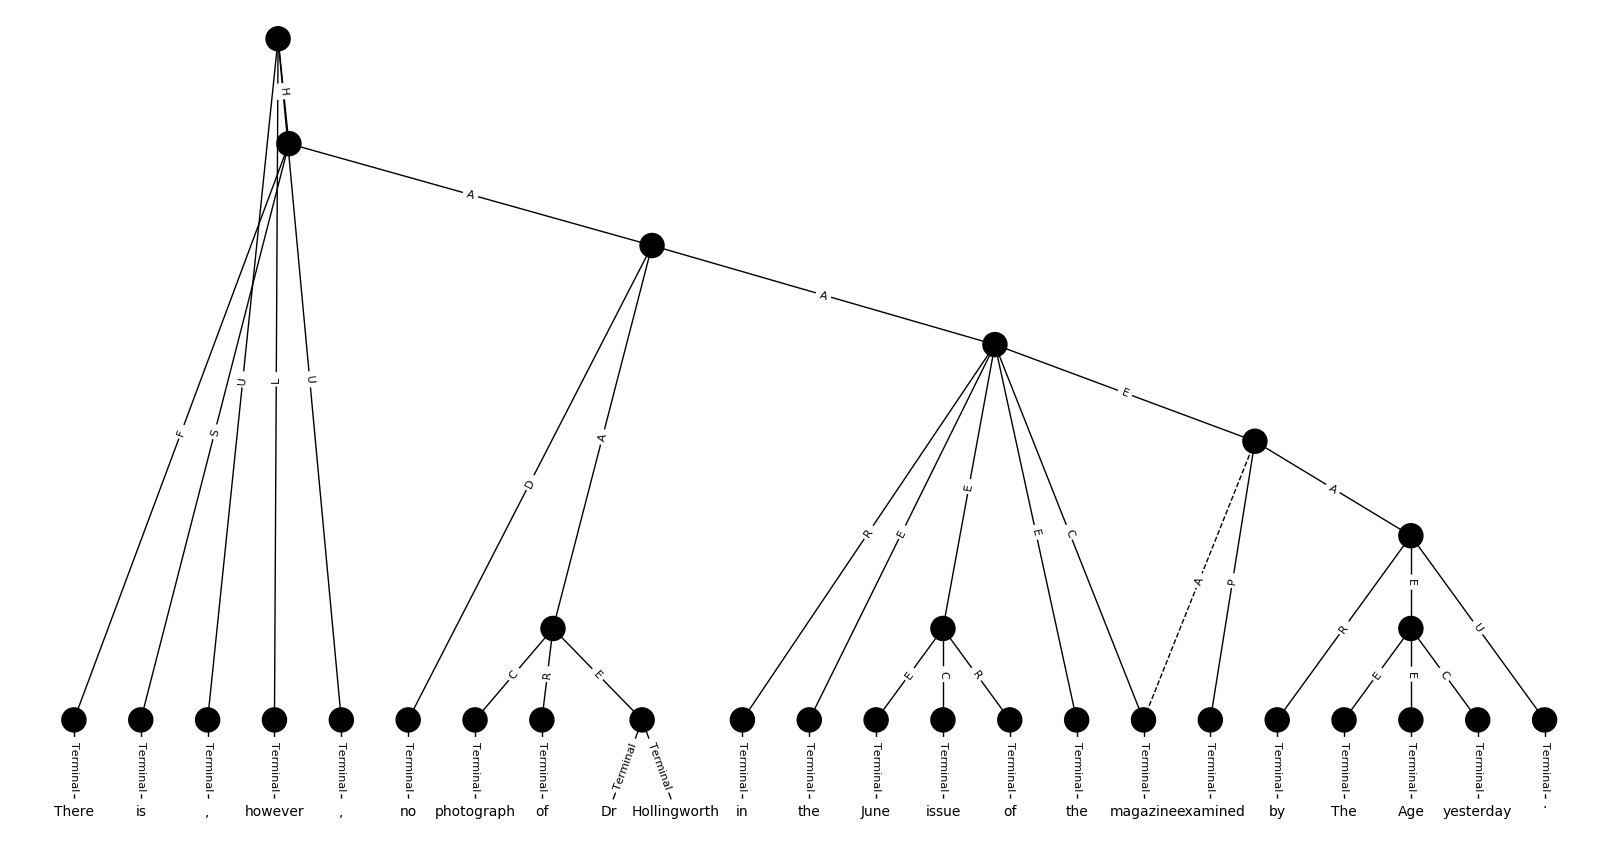 H
A
A
E
U
L
U
F
S
A
D
E
R
E
E
C
A
A
P
E
C
R
E
E
C
R
R
E
U
E
E
C
Terminal Terminal Terminal Terminal Terminal Terminal Terminal Terminal Terminal Terminal Terminal Terminal Terminal Terminal Terminal Terminal Terminal Terminal Terminal Terminal Terminal Terminal Terminal
There is , however , no photograph of Dr Hollingworth in the June issue of the magazine examined by The Age yesterday .